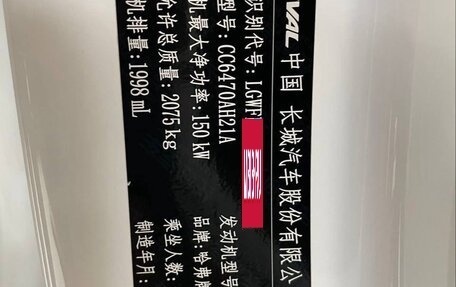 VAL
中国 长城汽车股份有限公
识别代号: LGWF
型号: CC6470AH21A
机最大净功率: 150 kW
允许总质量: 2075 kg
机排量: 1998 mL
发动机型号
品牌: 哈弗牌
乘坐人数:
制造年月: